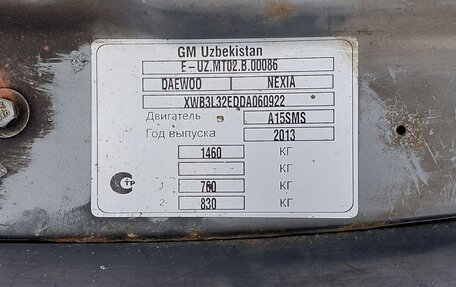 GM Uzbekistan
E-UZ.MT02.B.00086
DAEWOO NEXIA
XWB3L32EDDA060922
Двигатель A15SMS
Год выпуска 2013
1460 КГ
КГ
1 - 760 КГ
2 - 830 КГ
СТР